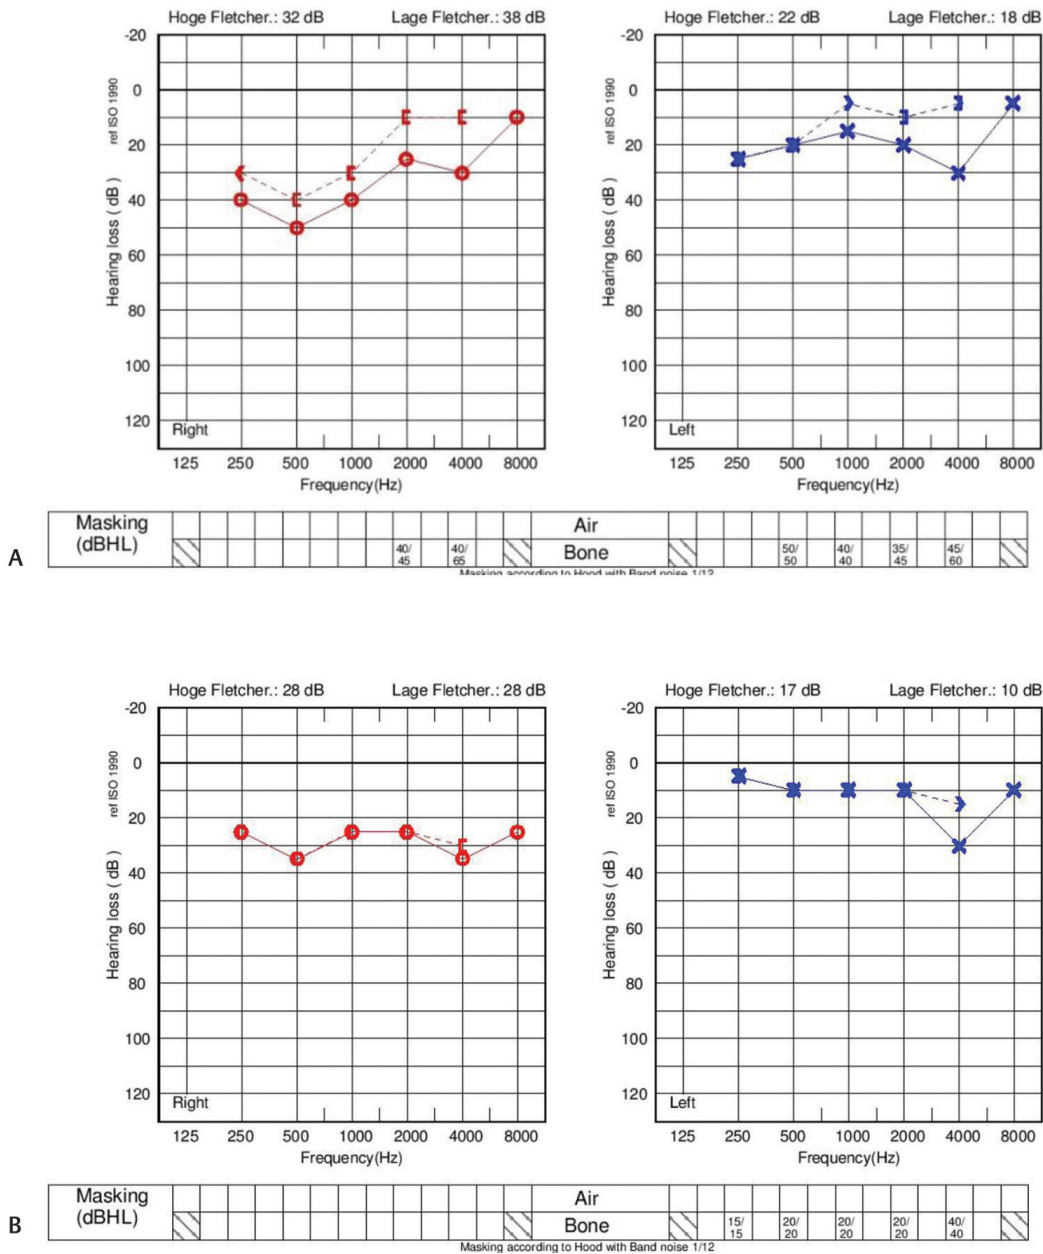 A
Hoge Fletcher.: 32 dB Lage Fletcher.: 38 dB
-20
0
20
40
60
80
100
120
ref ISO 1990
Hearing loss ( dB )
Right
125 250 500 1000 2000 4000 8000
Frequency(Hz)
Hoge Fletcher.: 22 dB Lage Fletcher.: 18 dB
-20
0
20
40
60
80
100
120
ref ISO 1990
Hearing loss ( dB )
Left
125 250 500 1000 2000 4000 8000
Frequency(Hz)
Masking
(dBHL)
Air
Bone
40/ 40/ 50/ 40/ 35/ 45/
45 65 50 40 45 60
Masking according to Hood with Band noise 1/12
B
Hoge Fletcher.: 28 dB Lage Fletcher.: 28 dB
-20
0
20
40
60
80
100
120
ref ISO 1990
Hearing loss ( dB )
Right
125 250 500 1000 2000 4000 8000
Frequency(Hz)
Hoge Fletcher.: 17 dB Lage Fletcher.: 10 dB
-20
0
20
40
60
80
100
120
ref ISO 1990
Hearing loss ( dB )
Left
125 250 500 1000 2000 4000 8000
Frequency(Hz)
Masking
(dBHL)
Air
Bone
15/ 20/ 20/ 20/ 40/
15 20 20 20 40
Masking according to Hood with Band noise 1/12